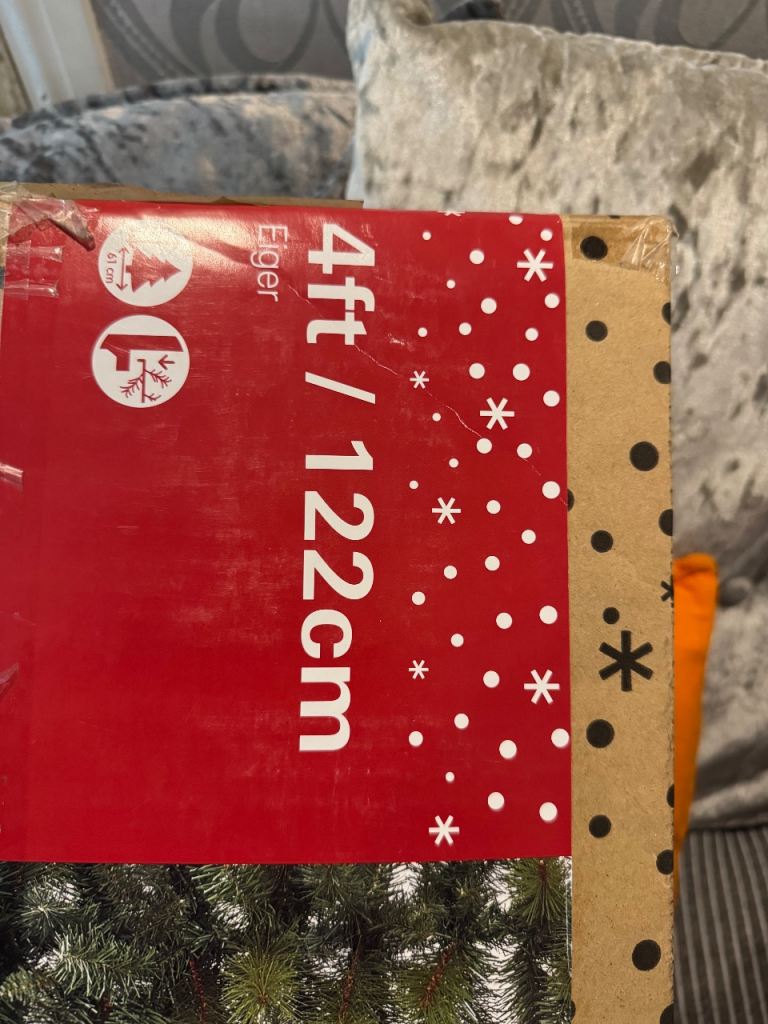 4ft / 122cm
Eiger
61 cm